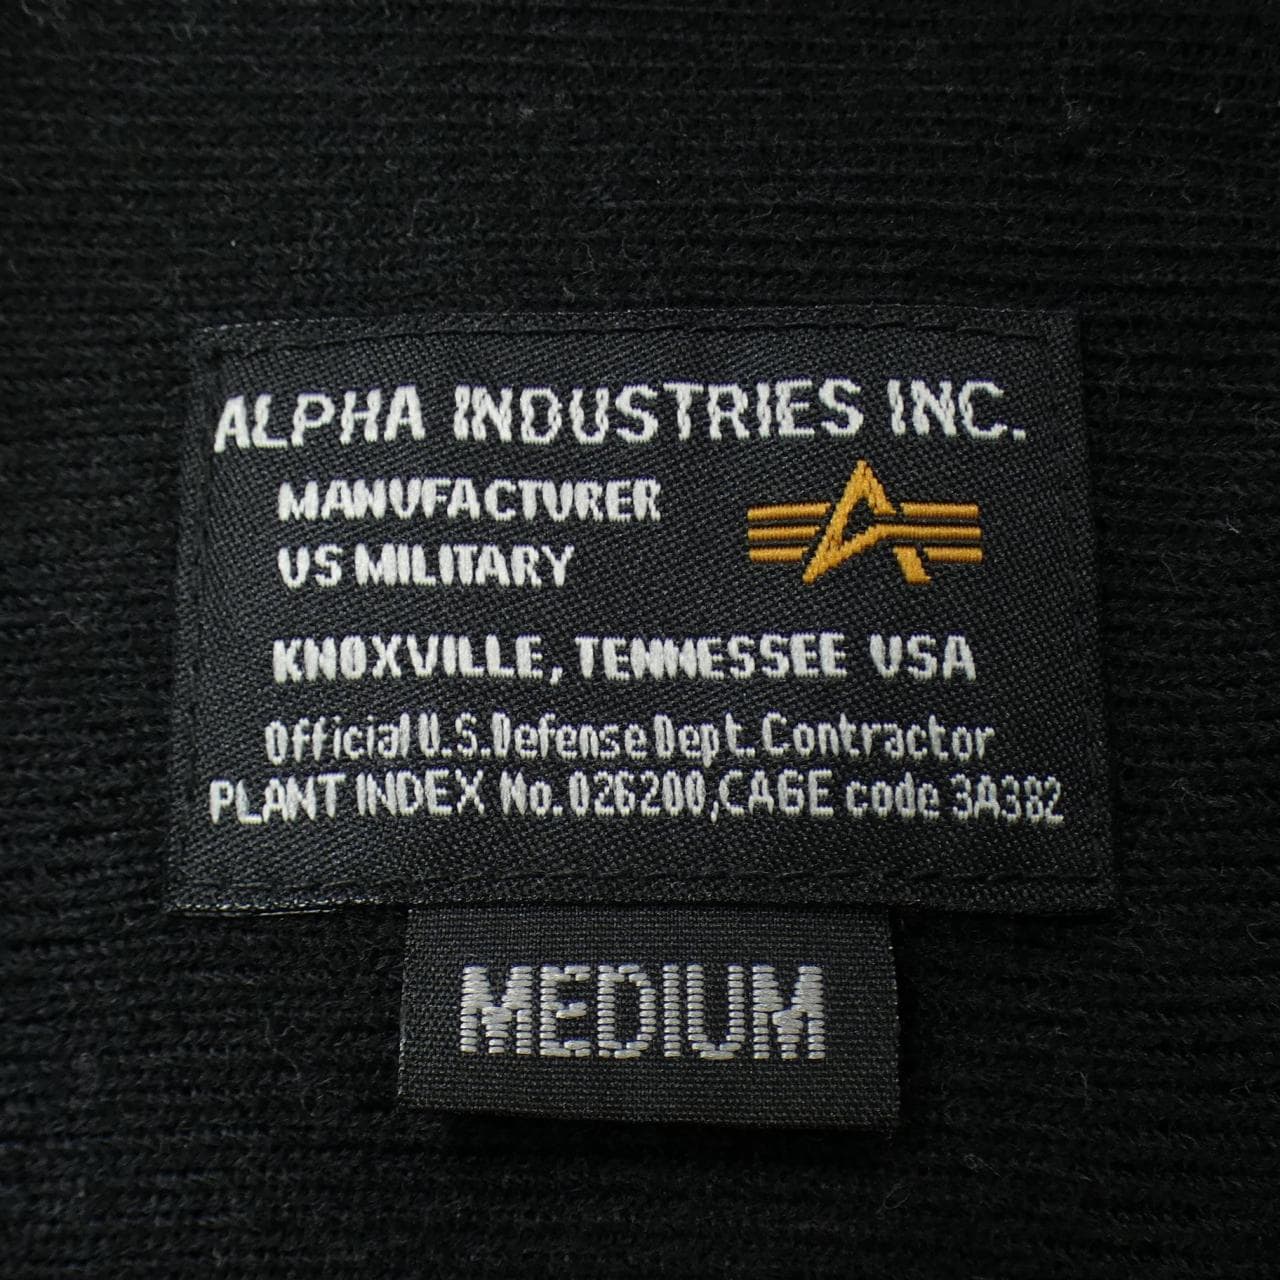 ALPHA INDUSTRIES INC.
MANUFACTURER
US MILITARY
KNOXVILLE, TENNESSEE USA
Official U.S. Defense Dept. Contractor
PLANT INDEX No.026200,CAGE code 3A382
MEDIUM